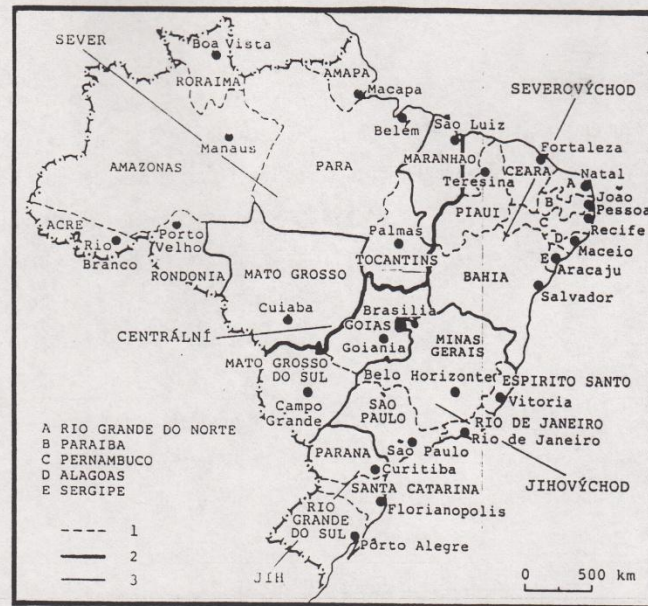 SEVER
Boa Vista
RORAIMA
AMAPA
Macapa
SEVEROVÝCHOD
Belém
São Luiz
Fortaleza
Manaus
AMAZONAS
PARA
MARANHAO
CEARA
Teresina
Natal
A
João
Pessoa
B
PIAUI
C
Recife
ACRE
Rio
Branco
Porto
Velho
RONDONIA
Palmas
TOCANTINS
D
Maceio
E
Aracaju
MATO GROSSO
BAHIA
Salvador
Cuiaba
Brasilia
GOIAS
Goiania
CENTRÁLNÍ
MINAS
GERAIS
MATO GROSSO
DO SUL
Belo Horizonte
ESPIRITO SANTO
Vitoria
Campo
Grande
SÃO
PAULO
RIO DE JANEIRO
Rio de Janeiro
Sao Paulo
A RIO GRANDE DO NORTE
B PARAIBA
C PERNAMBUCO
D ALAGOAS
E SERGIPE
PARANA
Curitiba
JIHOVÝCHOD
SANTA CATARINA
Florianopolis
RIO
GRANDE
DO SUL
Pôrto Alegre
JIH
1
2
3
0 500 km